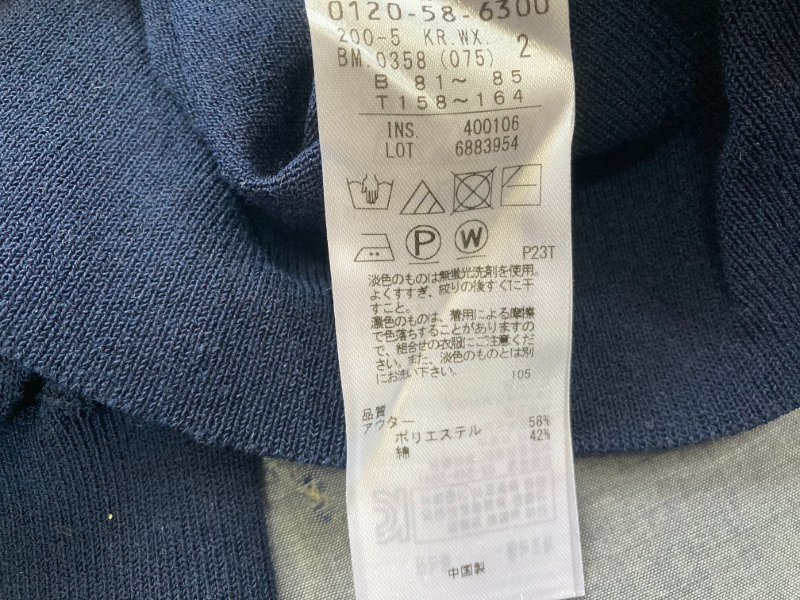 0120-58-6300
200-5 KR.WX. 2
BM.0358 (075)
B 81~ 85
T158~164
INS. 400106
LOT 6883954
P W
P23T
淡色のものは無蛍光洗剤を使用。
よくすすぎ、絞りの後すぐに干
すこと。
濃色のものは、着用による摩擦
で色落ちすることがありますの
で、組合せの衣服にご注意くだ
さい。また、淡色のものとは別
にお洗い下さい。
105
品質
アウター
ポリエステル 58%
綿 42%
中国製